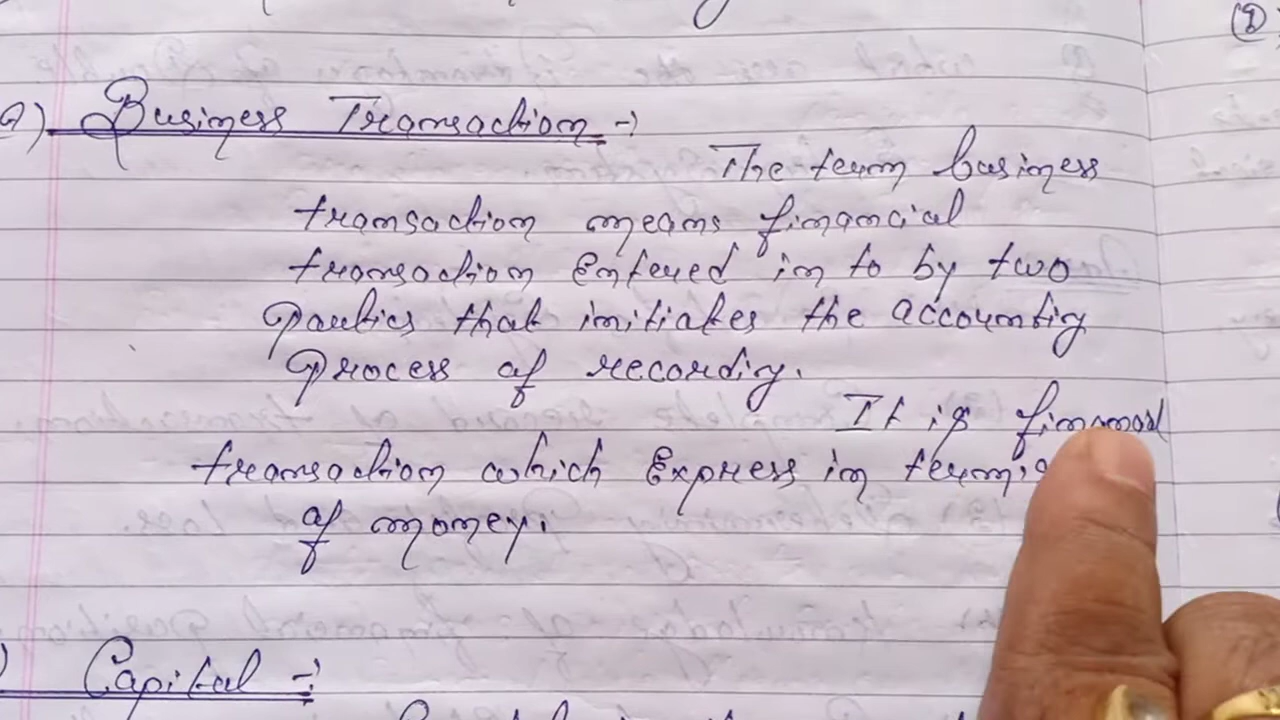 a) Business Transaction :-
The term business
transaction means financial
transaction Entered in to by two
parties that initiates the accounting
process of recording.
It is financial
transaction which Express in terms
of money.
Capital :-